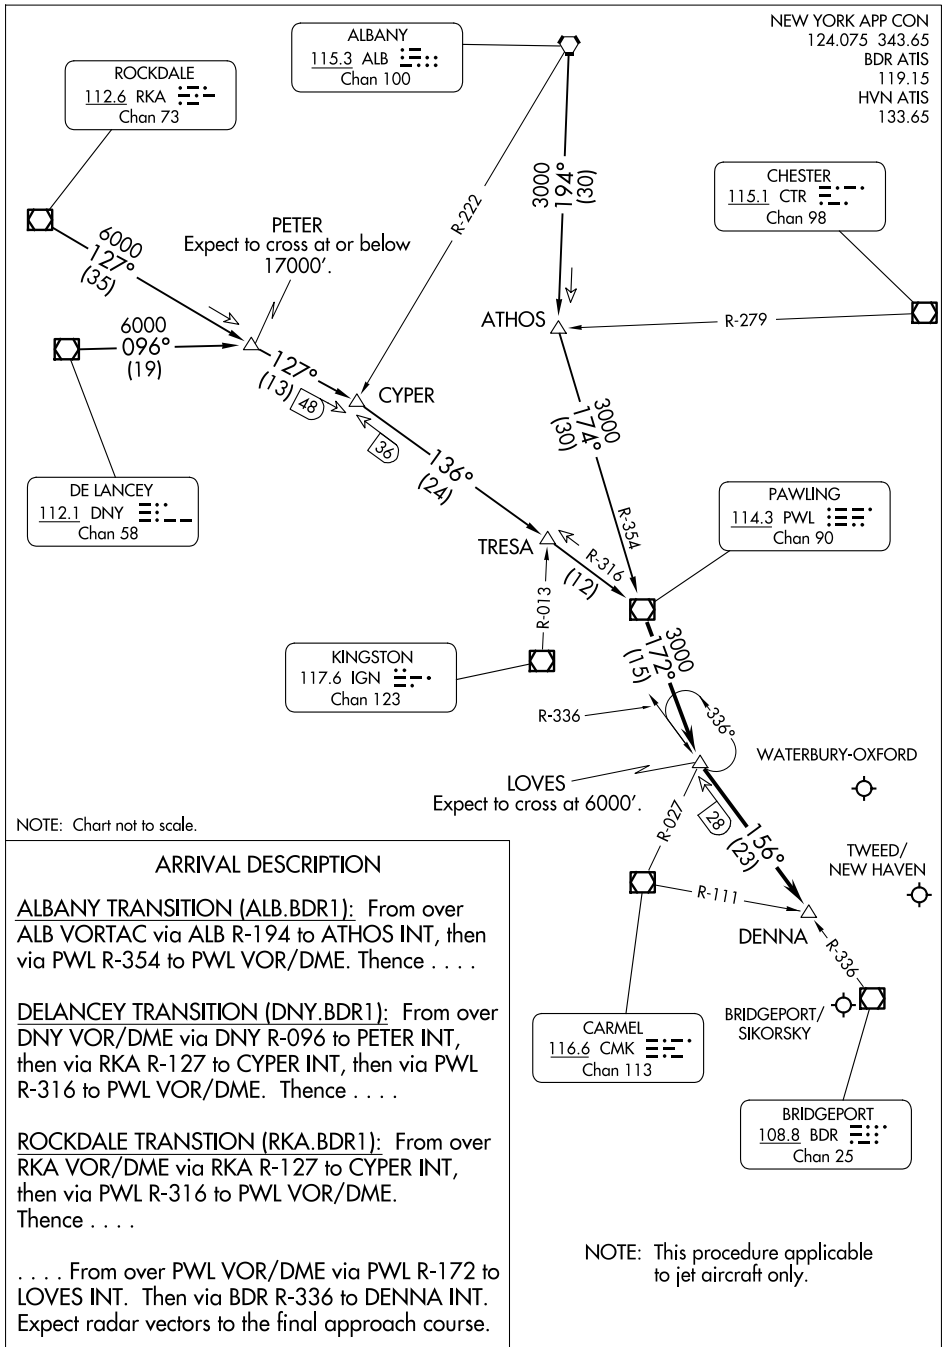 NEW YORK APP CON
124.075 343.65
BDR ATIS
119.15
HVN ATIS
133.65
ALBANY
115.3 ALB
Chan 100
ROCKDALE
112.6 RKA
Chan 73
CHESTER
115.1 CTR
Chan 98
PETER
Expect to cross at or below
17000'.
6000
127°
(35)
R-222
3000
194°
(30)
6000
096°
(19)
ATHOS
R-279
127°
(13)
48
CYPER
36
3000
174°
(30)
136°
(24)
DE LANCEY
112.1 DNY
Chan 58
PAWLING
114.3 PWL
Chan 90
R-354
TRESA
R-316
(12)
R-013
KINGSTON
117.6 IGN
Chan 123
3000
172°
(15)
R-336
336°
LOVES
Expect to cross at 6000'.
WATERBURY-OXFORD
R-027
28
156°
(23)
TWEED/
NEW HAVEN
R-111
DENNA
R-336
BRIDGEPORT/
SIKORSKY
CARMEL
116.6 CMK
Chan 113
BRIDGEPORT
108.8 BDR
Chan 25
NOTE: Chart not to scale.
ARRIVAL DESCRIPTION
ALBANY TRANSITION (ALB.BDR1): From over
ALB VORTAC via ALB R-194 to ATHOS INT, then
via PWL R-354 to PWL VOR/DME. Thence . . . .
DELANCEY TRANSITION (DNY.BDR1): From over
DNY VOR/DME via DNY R-096 to PETER INT,
then via RKA R-127 to CYPER INT, then via PWL
R-316 to PWL VOR/DME. Thence . . . .
ROCKDALE TRANSTION (RKA.BDR1): From over
RKA VOR/DME via RKA R-127 to CYPER INT,
then via PWL R-316 to PWL VOR/DME.
Thence . . . .
. . . . From over PWL VOR/DME via PWL R-172 to
LOVES INT. Then via BDR R-336 to DENNA INT.
Expect radar vectors to the final approach course.
NOTE: This procedure applicable
to jet aircraft only.